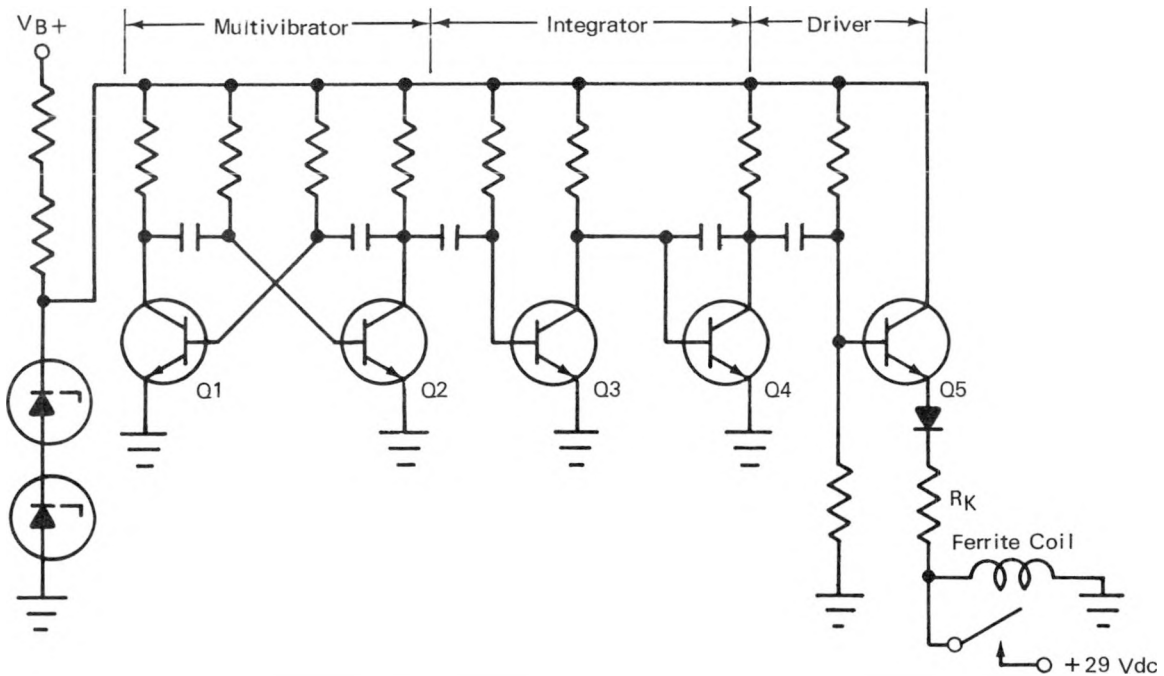 VB+
Multivibrator
Integrator
Driver
Q1
Q2
Q3
Q4
Q5
RK
Ferrite Coil
+29 Vdc